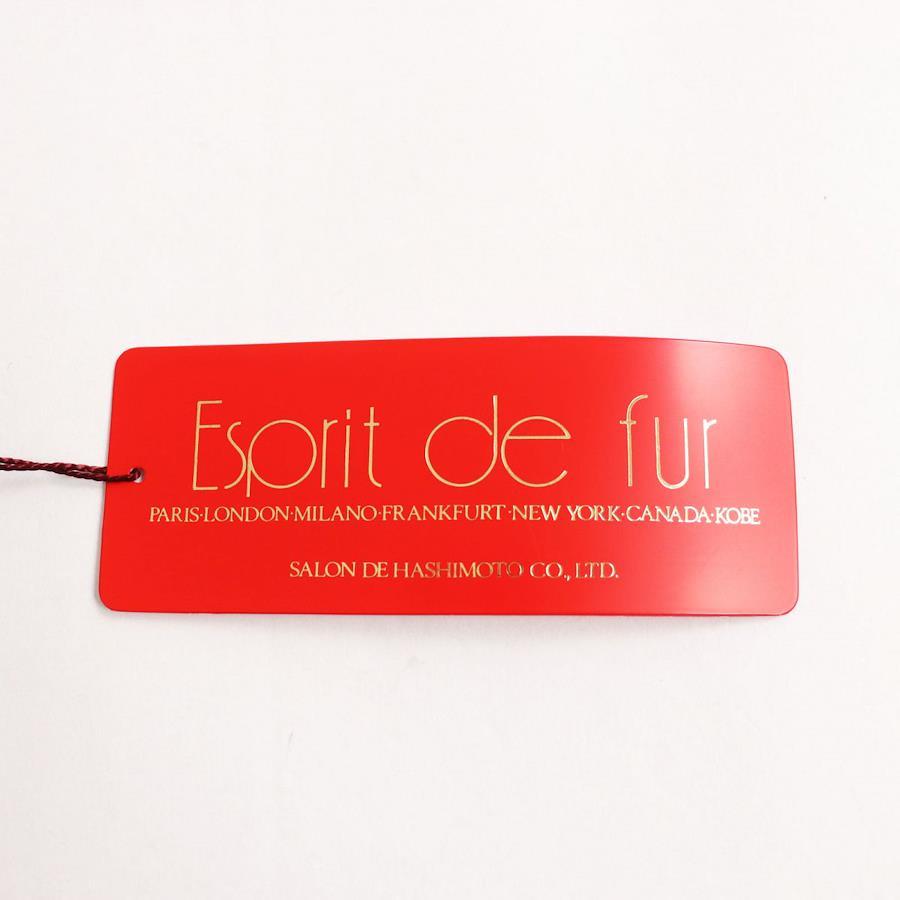 Esprit de fur
PARIS·LONDON·MILANO·FRANKFURT·NEW YORK·CANADA·KOBE
SALON DE HASHIMOTO CO., LTD.